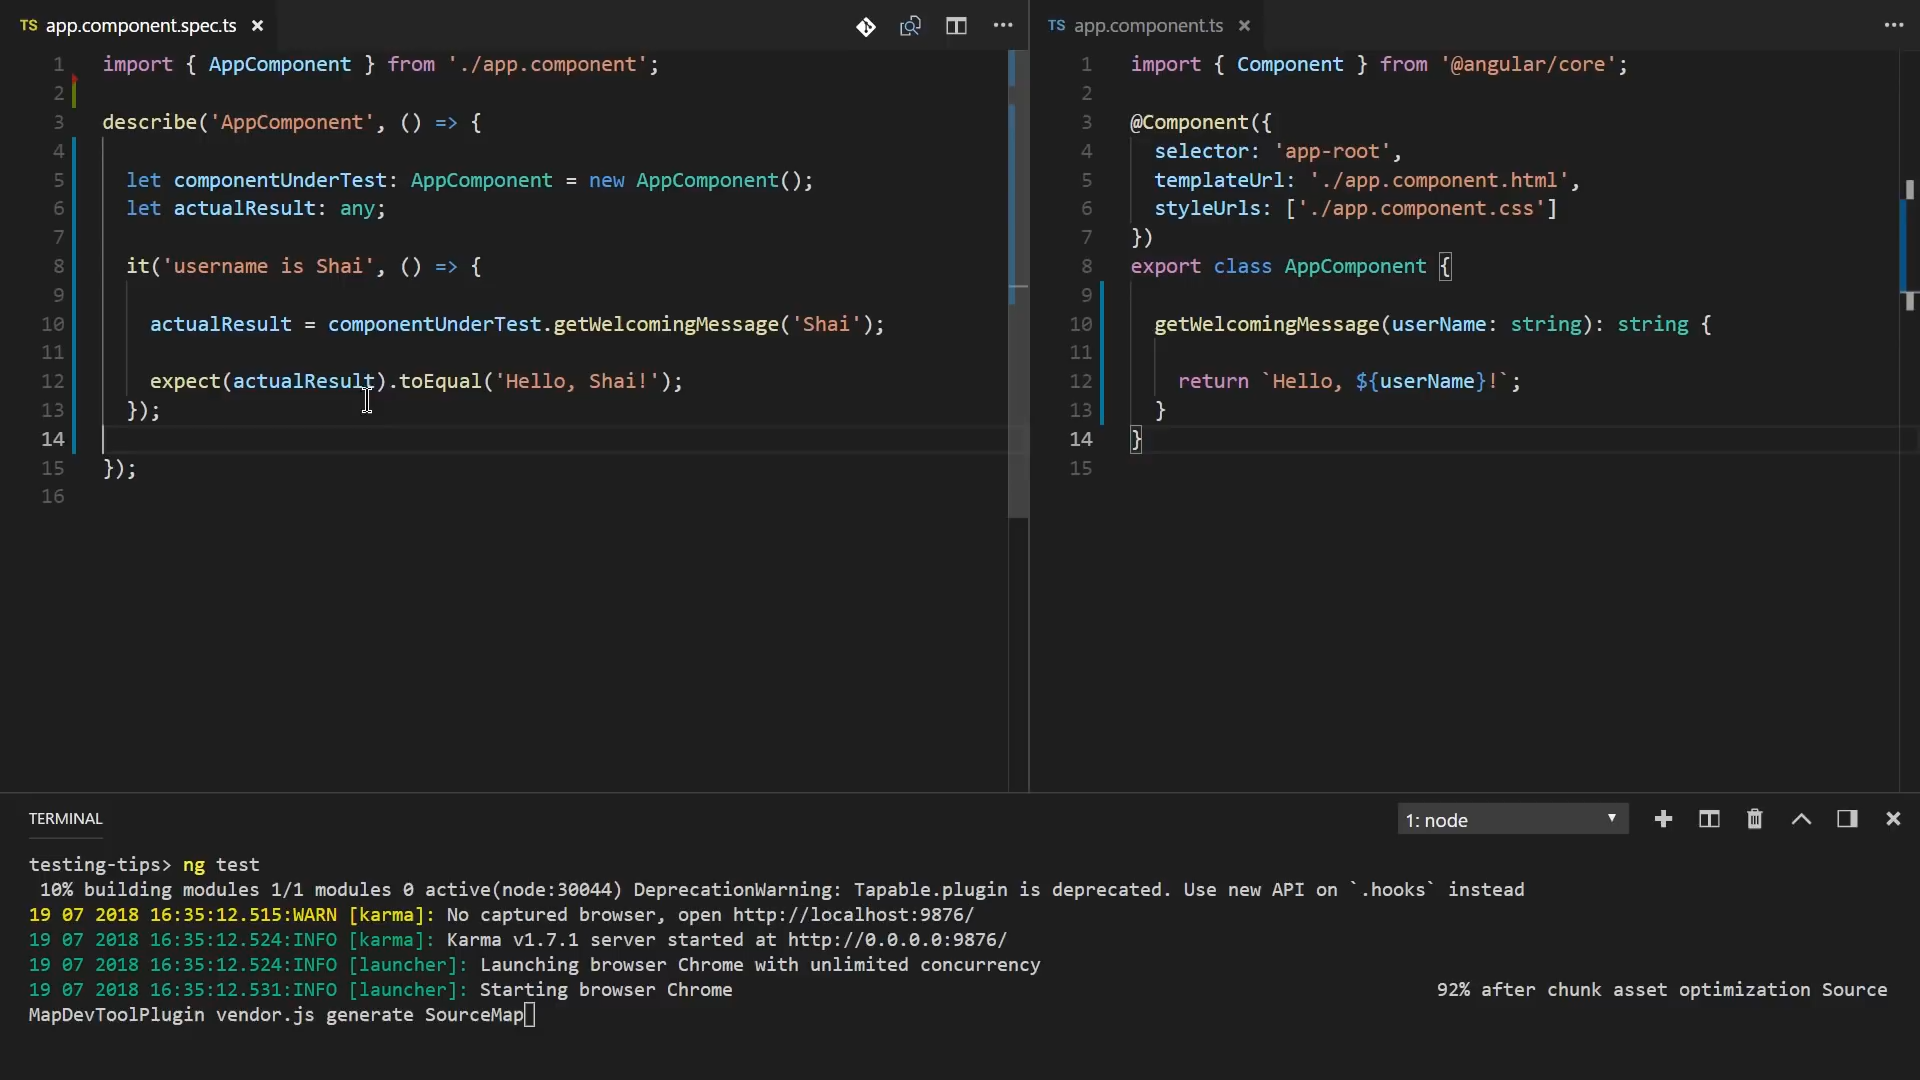 TS app.component.spec.ts
1 import { AppComponent } from './app.component';
2
3 describe('AppComponent', () => {
4
5 let componentUnderTest: AppComponent = new AppComponent();
6 let actualResult: any;
7
8 it('username is Shai', () => {
9
10 actualResult = componentUnderTest.getWelcomingMessage('Shai');
11
12 expect(actualResult).toEqual('Hello, Shai!');
13 });
14
15 });
16
TS app.component.ts
1 import { Component } from '@angular/core';
2
3 @Component({
4 selector: 'app-root',
5 templateUrl: './app.component.html',
6 styleUrls: ['./app.component.css']
7 })
8 export class AppComponent {
9
10 getWelcomingMessage(userName: string): string {
11
12 return `Hello, ${userName}!`;
13 }
14 }
15
TERMINAL
1: node
testing-tips> ng test
10% building modules 1/1 modules 0 active(node:30044) DeprecationWarning: Tapable.plugin is deprecated. Use new API on `.hooks` instead
19 07 2018 16:35:12.515:WARN [karma]: No captured browser, open http://localhost:9876/
19 07 2018 16:35:12.524:INFO [karma]: Karma v1.7.1 server started at http://0.0.0.0:9876/
19 07 2018 16:35:12.524:INFO [launcher]: Launching browser Chrome with unlimited concurrency
19 07 2018 16:35:12.531:INFO [launcher]: Starting browser Chrome 92% after chunk asset optimization Source
MapDevToolPlugin vendor.js generate SourceMap